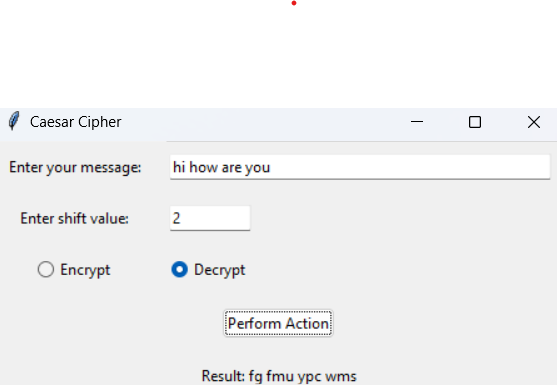 Caesar Cipher
Enter your message: hi how are you
Enter shift value: 2
Encrypt Decrypt
Perform Action
Result: fg fmu ypc wms